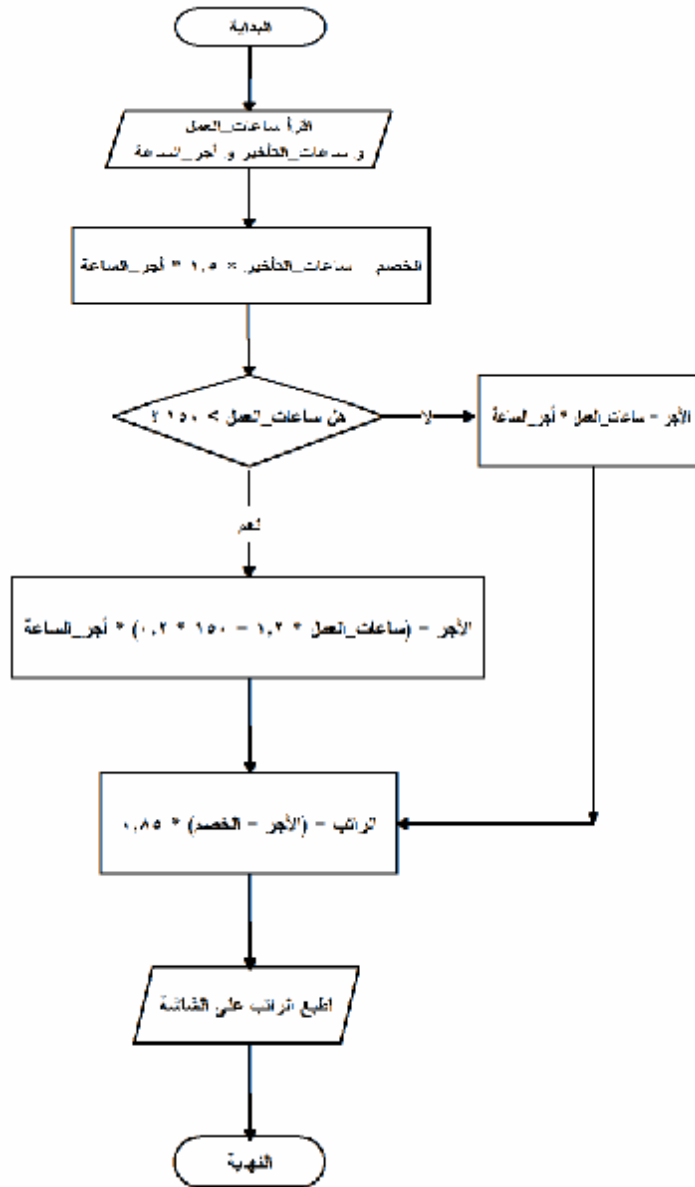 البداية
اقرأ ساعات_العمل
و ساعات_التأخير و أجر_الساعة
الخصم = ساعات_التأخير * ١,٥ * أجر_الساعة
هل ساعات_العمل > ١٥٠ ؟
لا
الأجر = ساعات_العمل * أجر_الساعة
نعم
الأجر = (ساعات_العمل * ١,٢ - ١٥٠ * ٠,٢) * أجر_الساعة
الراتب = (الأجر - الخصم) * ٠,٨٥
اطبع الراتب على الشاشة
النهاية